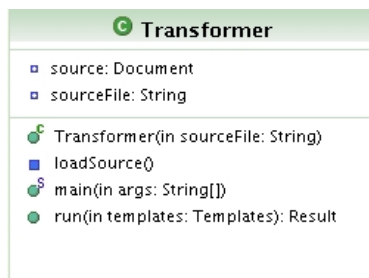 C Transformer
source: Document
sourceFile: String
C Transformer(in sourceFile: String)
loadSource()
S main(in args: String[])
run(in templates: Templates): Result